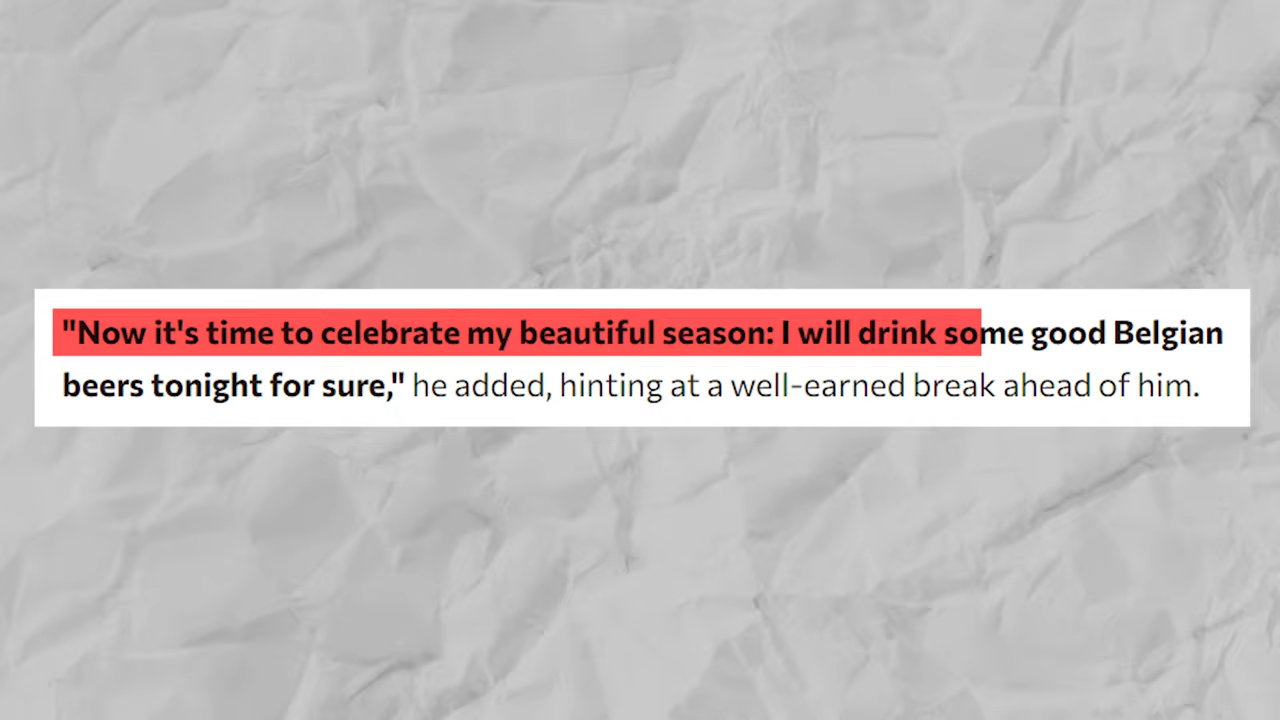 "Now it's time to celebrate my beautiful season: I will drink some good Belgian
beers tonight for sure," he added, hinting at a well-earned break ahead of him.